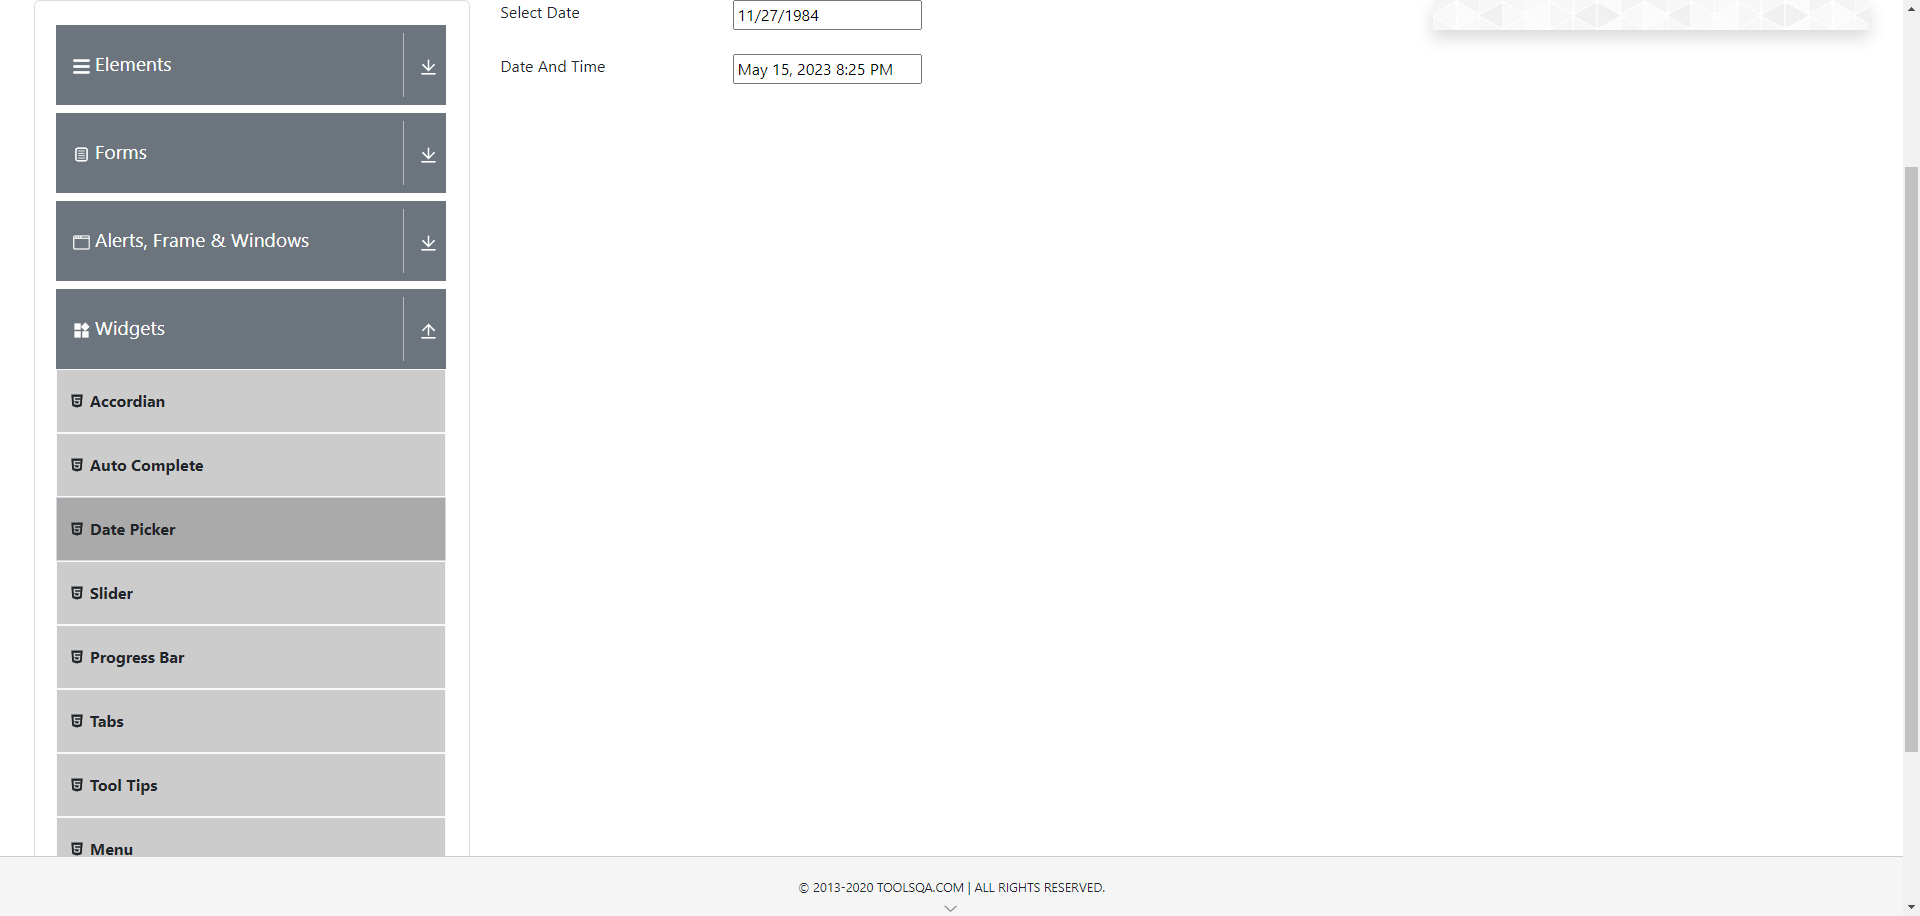 Select Date
11/27/1984
Date And Time
May 15, 2023 8:25 PM
Elements
Forms
Alerts, Frame & Windows
Widgets
Accordian
Auto Complete
Date Picker
Slider
Progress Bar
Tabs
Tool Tips
Menu
© 2013-2020 TOOLSQA.COM | ALL RIGHTS RESERVED.